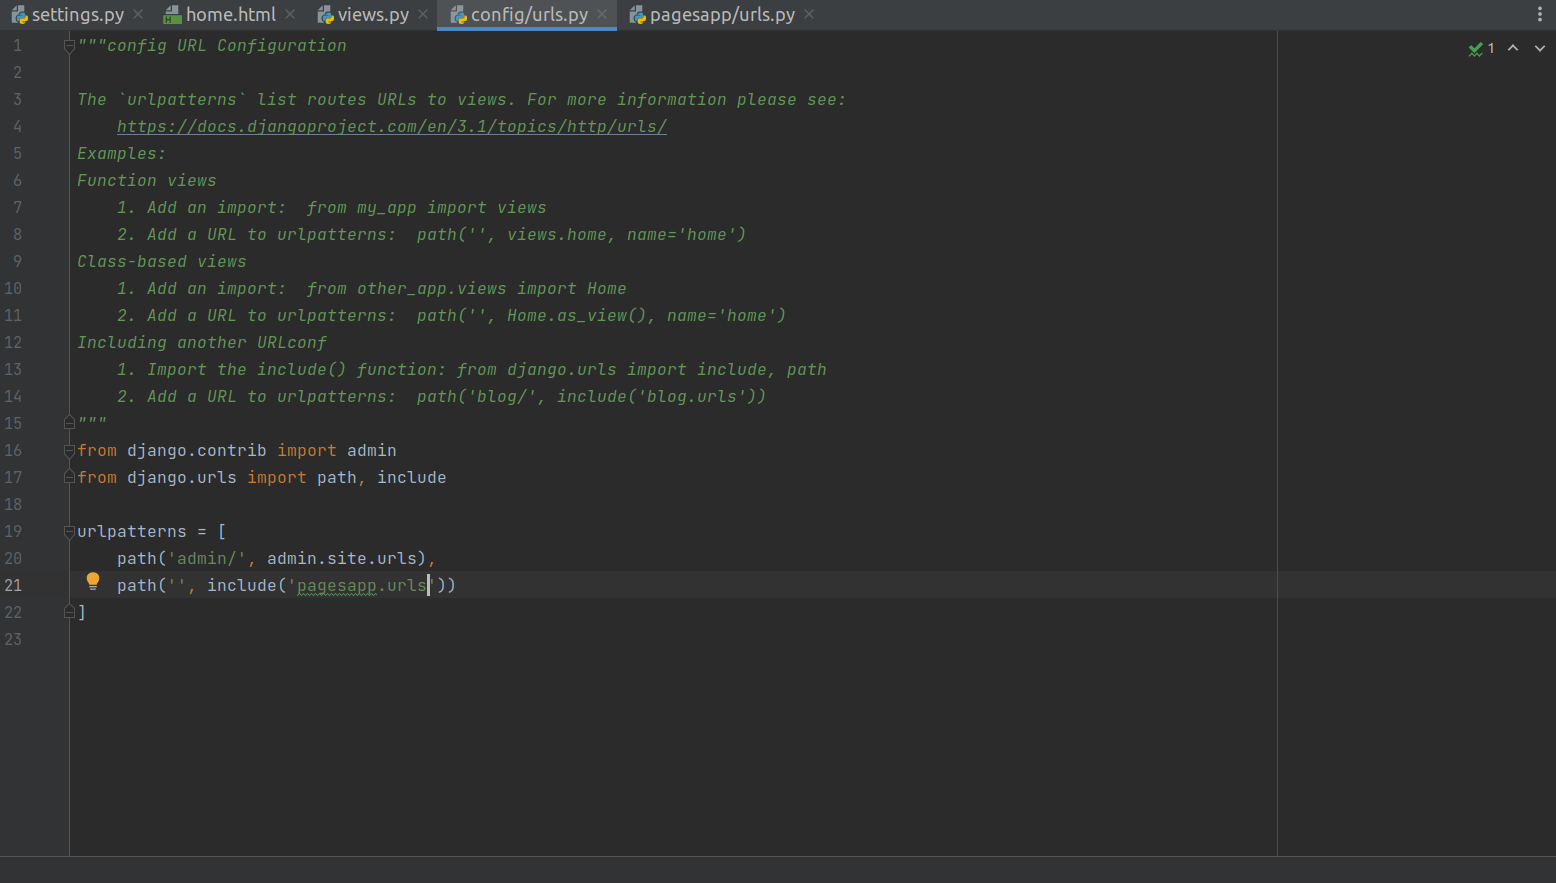 settings.py home.html views.py config/urls.py pagesapp/urls.py
1 """config URL Configuration
1
2
3 The `urlpatterns` list routes URLs to views. For more information please see:
4 https://docs.djangoproject.com/en/3.1/topics/http/urls/
5 Examples:
6 Function views
7 1. Add an import:  from my_app import views
8 2. Add a URL to urlpatterns:  path('', views.home, name='home')
9 Class-based views
10 1. Add an import:  from other_app.views import Home
11 2. Add a URL to urlpatterns:  path('', Home.as_view(), name='home')
12 Including another URLconf
13 1. Import the include() function: from django.urls import include, path
14 2. Add a URL to urlpatterns:  path('blog/', include('blog.urls'))
15 """
16 from django.contrib import admin
17 from django.urls import path, include
18
19 urlpatterns = [
20 path('admin/', admin.site.urls),
21 path('', include('pagesapp.urls'))
22 ]
23